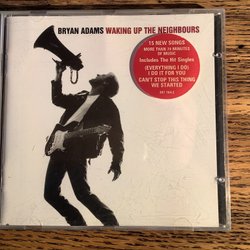 BRYAN ADAMS WAKING UP THE NEIGHBOURS
15 NEW SONGS
MORE THAN 74 MINUTES
OF MUSIC
Includes The Hit Singles
(EVERYTHING I DO)
I DO IT FOR YOU
CAN'T STOP THIS THING
WE STARTED